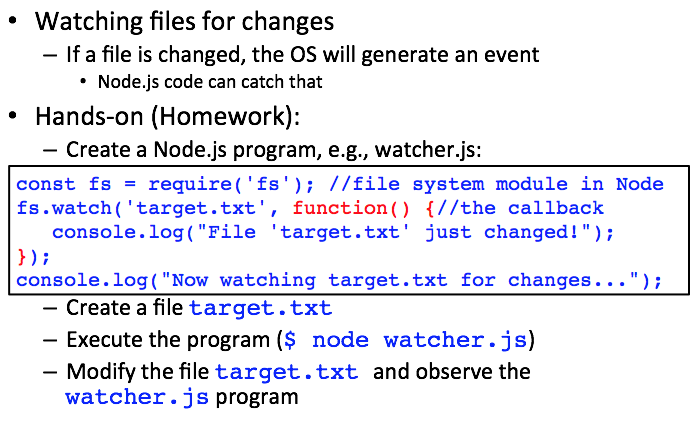 • Watching files for changes
– If a file is changed, the OS will generate an event
• Node.js code can catch that
• Hands-on (Homework):
– Create a Node.js program, e.g., watcher.js:
const fs = require('fs'); //file system module in Node
fs.watch('target.txt', function() {//the callback
   console.log("File 'target.txt' just changed!");
});
console.log("Now watching target.txt for changes...");
– Create a file target.txt
– Execute the program ($ node watcher.js)
– Modify the file target.txt and observe the
watcher.js program